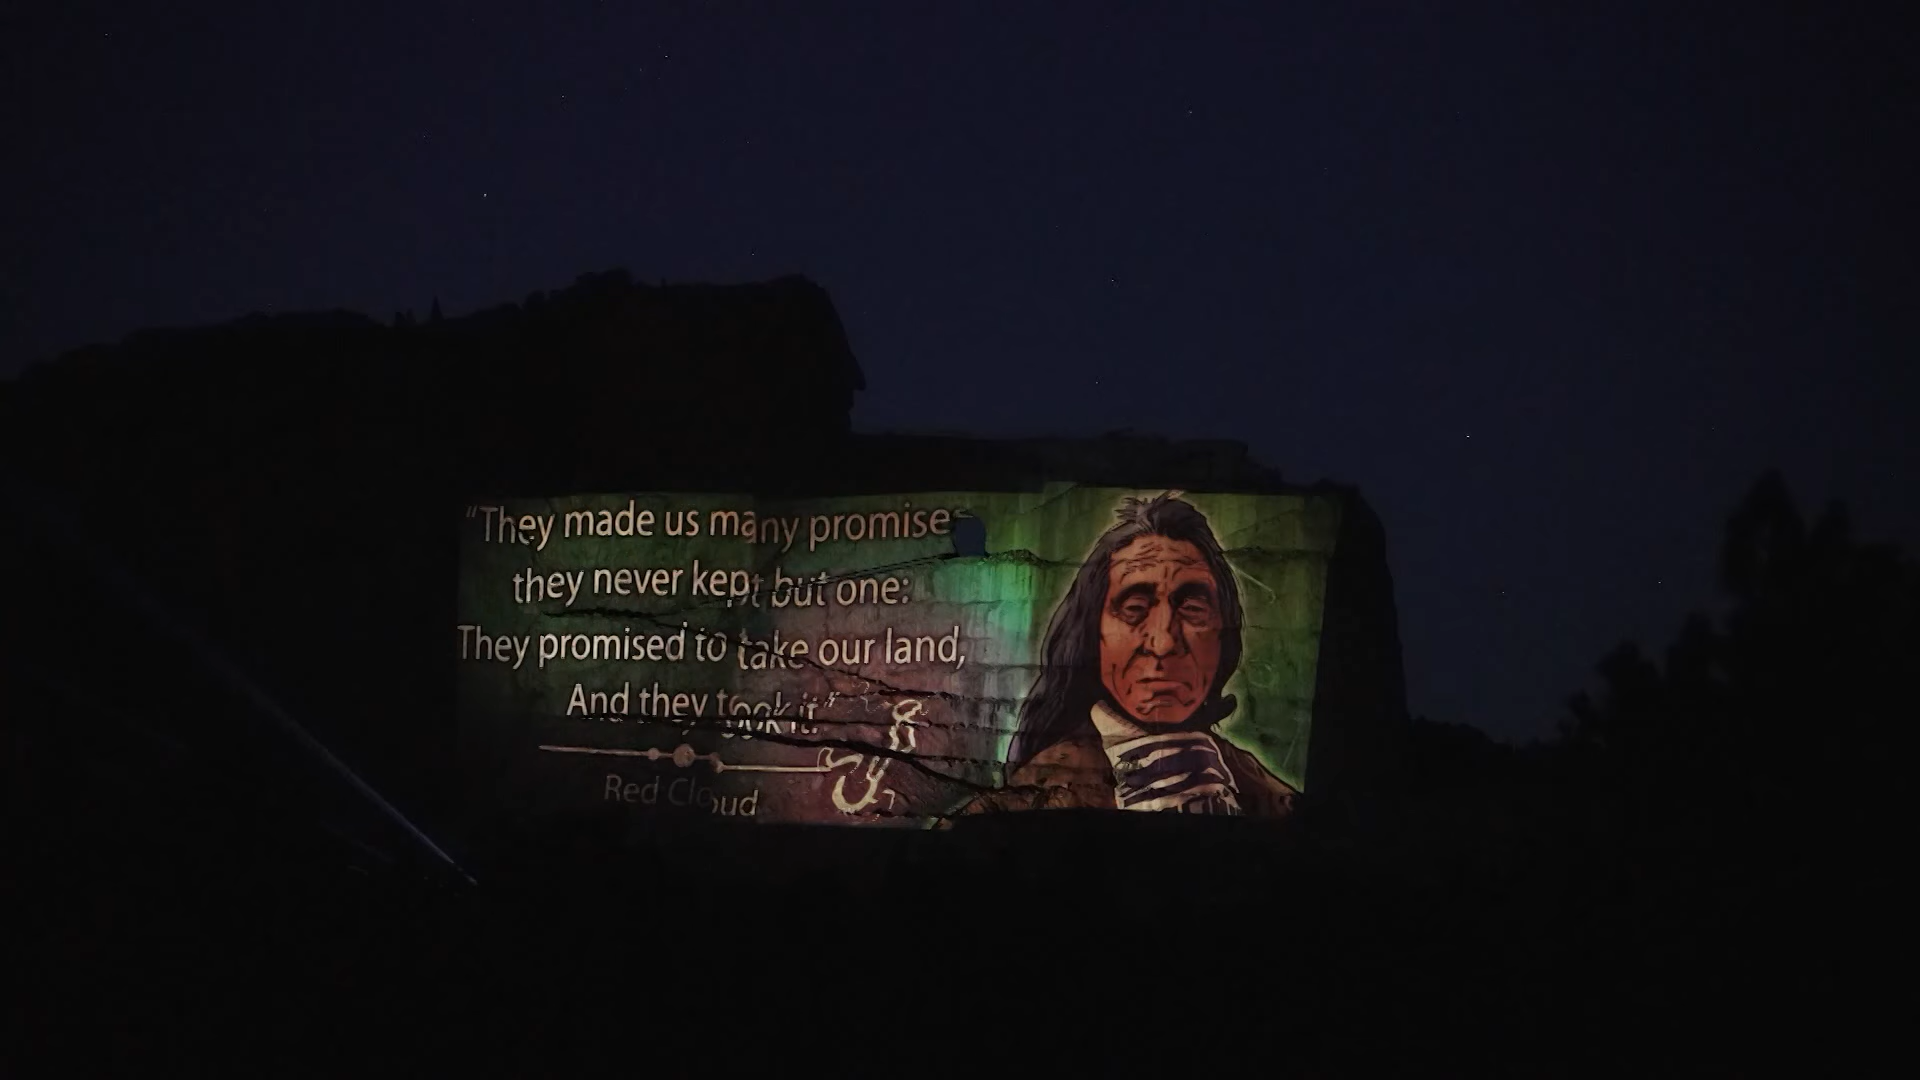 “They made us many promise
they never kept but one:
They promised to take our land,
And they took it.”
Red Cloud